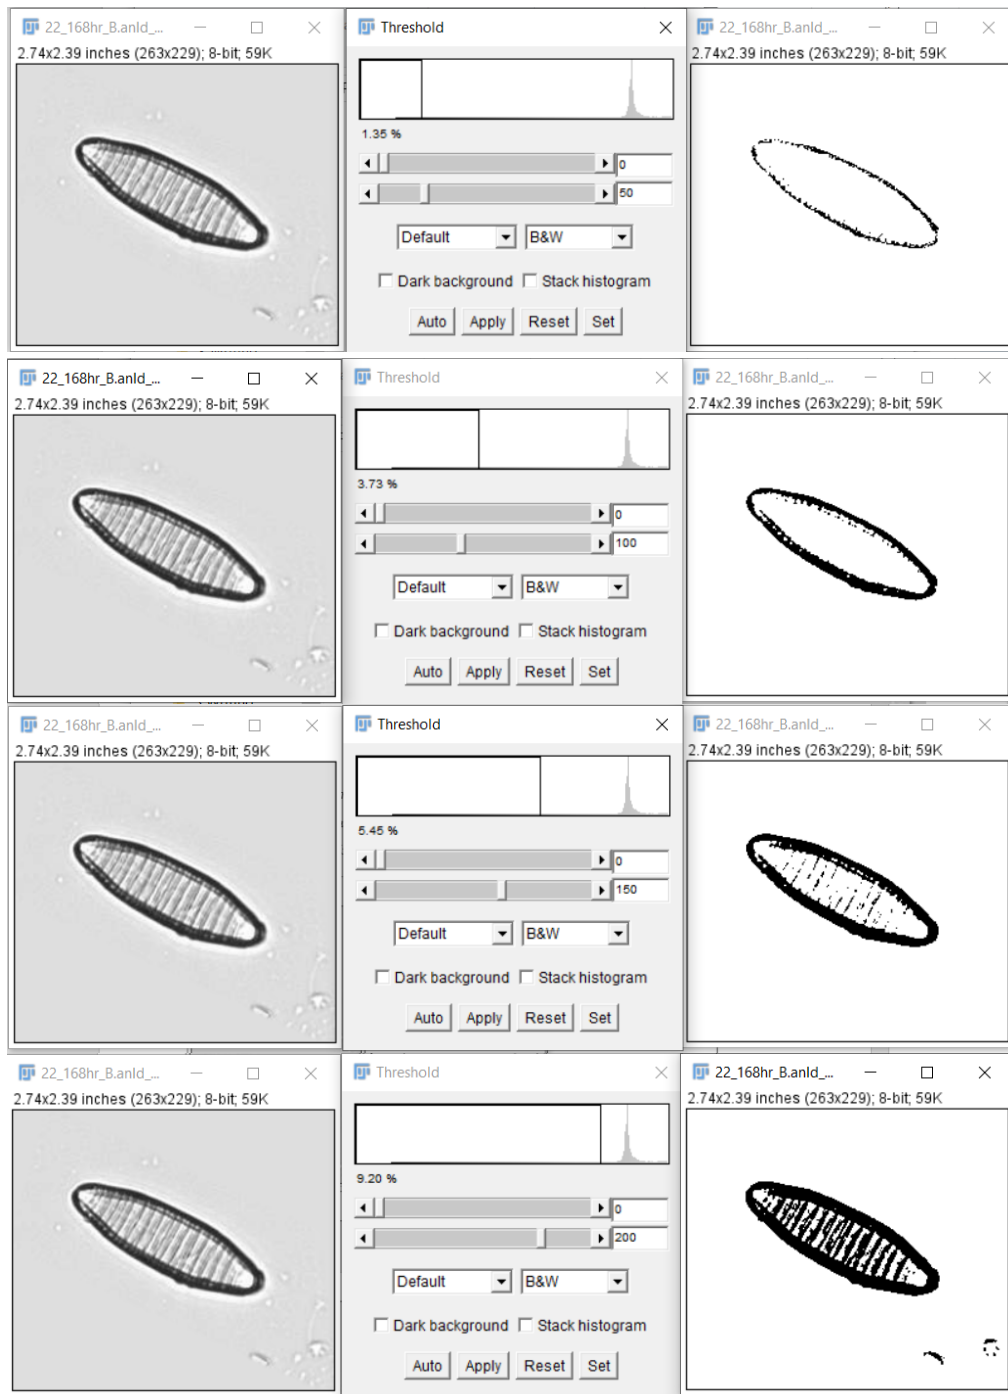 22_168hr_B.anld_...
Threshold
22_168hr_B.anld_...
2.74x2.39 inches (263x229); 8-bit; 59K
2.74x2.39 inches (263x229); 8-bit; 59K
1.35 %
0
50
Default
B&W
Dark background
Stack histogram
Auto
Apply
Reset
Set
22_168hr_B.anld_...
Threshold
22_168hr_B.anld_...
2.74x2.39 inches (263x229); 8-bit; 59K
2.74x2.39 inches (263x229); 8-bit; 59K
3.73 %
0
100
Default
B&W
Dark background
Stack histogram
Auto
Apply
Reset
Set
22_168hr_B.anld_...
Threshold
22_168hr_B.anld_...
2.74x2.39 inches (263x229); 8-bit; 59K
2.74x2.39 inches (263x229); 8-bit; 59K
5.45 %
0
150
Default
B&W
Dark background
Stack histogram
Auto
Apply
Reset
Set
22_168hr_B.anld_...
Threshold
22_168hr_B.anld_...
2.74x2.39 inches (263x229); 8-bit; 59K
2.74x2.39 inches (263x229); 8-bit; 59K
9.20 %
0
200
Default
B&W
Dark background
Stack histogram
Auto
Apply
Reset
Set